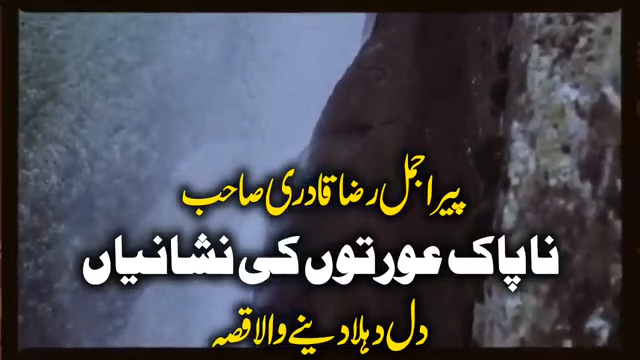 پیر اجمل رضا قادری صاحب
ناپاک عورتوں کی نشانیاں
دل دہلا دینے والا قصہ